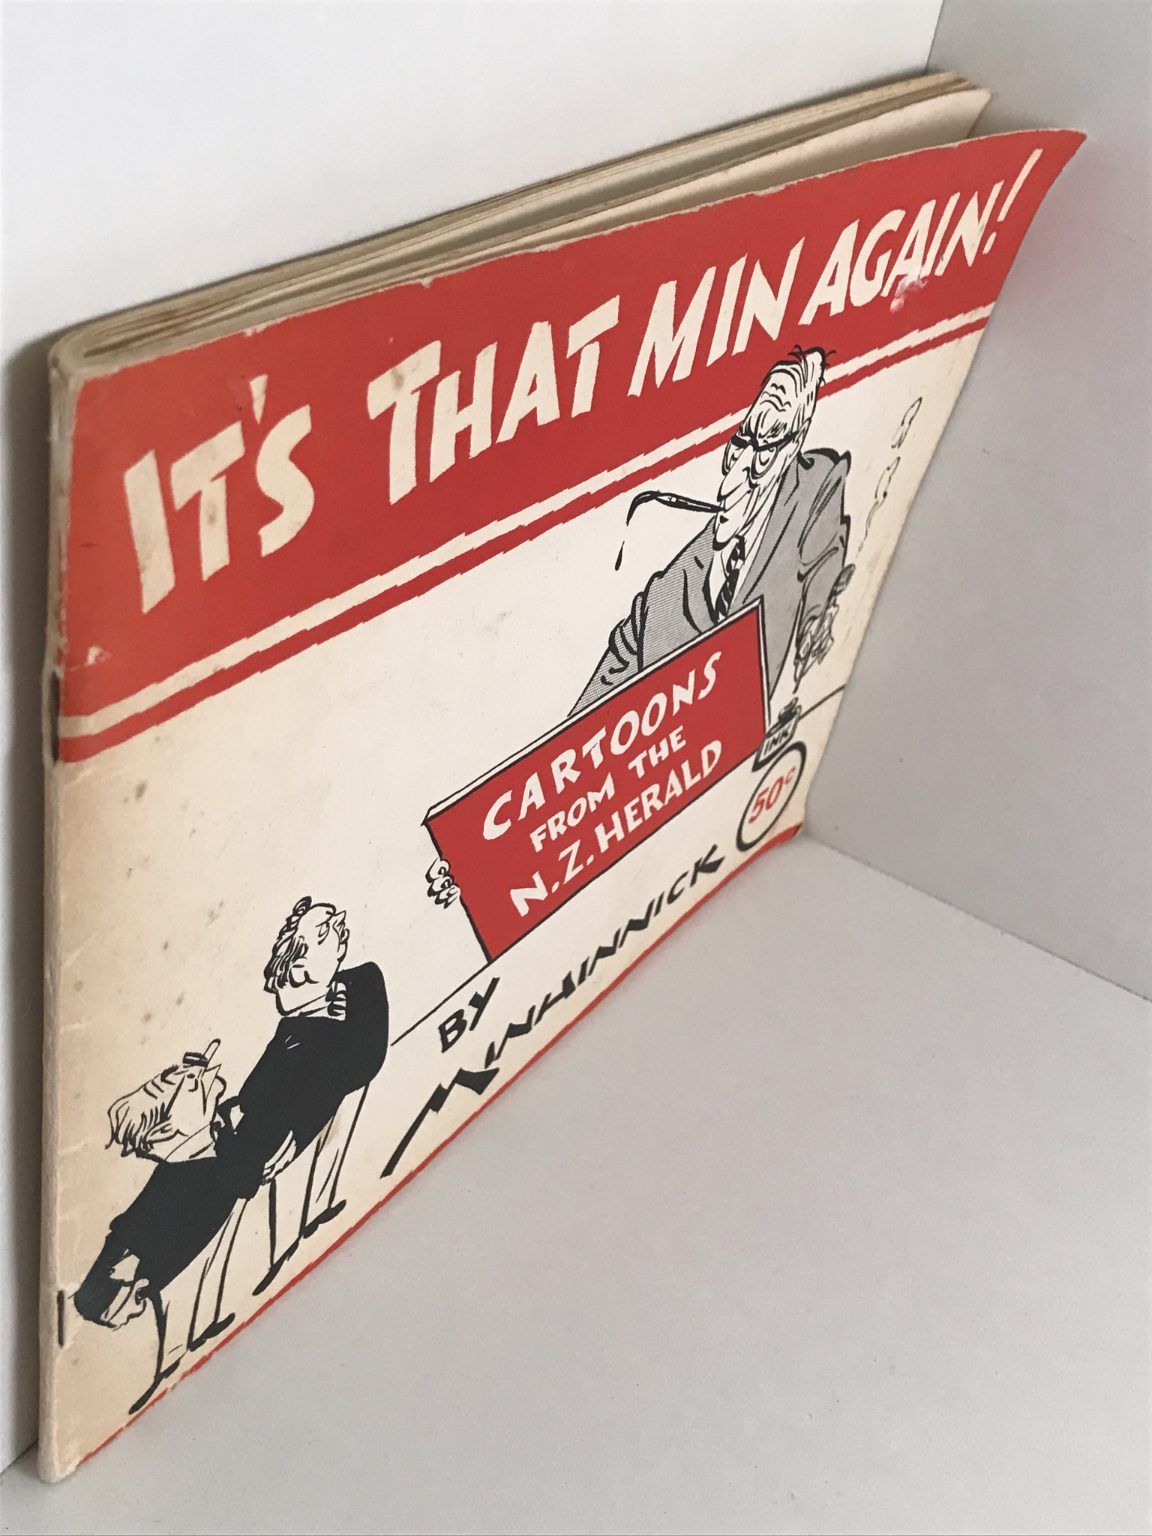 IT'S THAT MIN AGAIN!
CARTOONS
FROM THE
N.Z. HERALD
INK
50c
BY
MINHINNICK